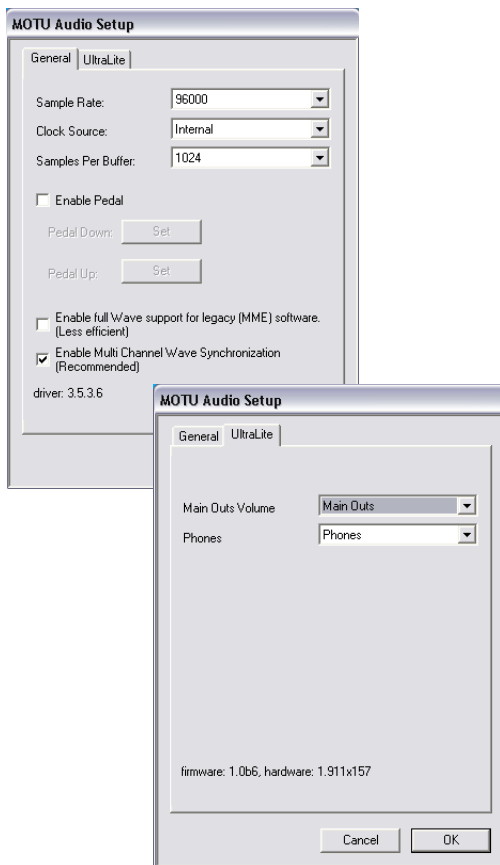 MOTU Audio Setup
General UltraLite
Sample Rate: 96000
Clock Source: Internal
Samples Per Buffer: 1024
Enable Pedal
Pedal Down: Set
Pedal Up: Set
Enable full Wave support for legacy (MME) software.
(Less efficient)
Enable Multi Channel Wave Synchronization
(Recommended)
driver: 3.5.3.6
MOTU Audio Setup
General UltraLite
Main Outs Volume Main Outs
Phones Phones
firmware: 1.0b6, hardware: 1.911x157
Cancel OK